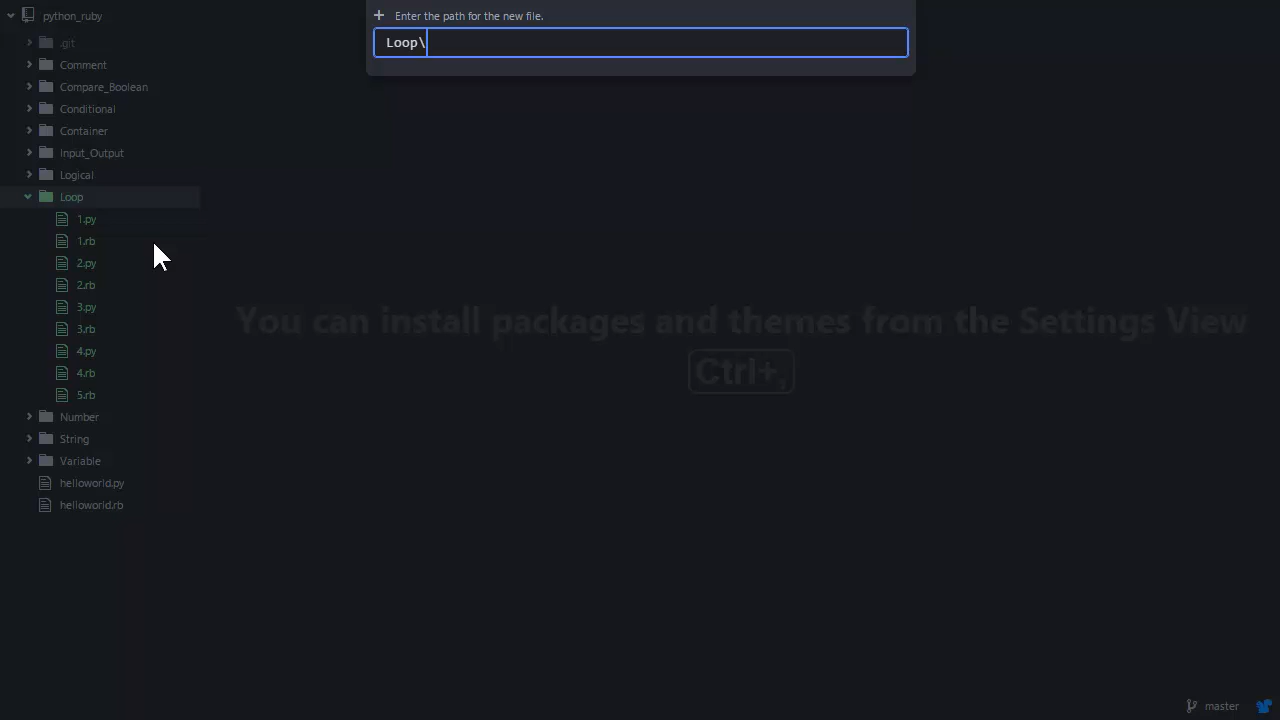 python_ruby
Enter the path for the new file.
Loop\
.git
Comment
Compare_Boolean
Conditional
Container
Input_Output
Logical
Loop
1.py
1.rb
2.py
2.rb
3.py
3.rb
4.py
4.rb
5.rb
Number
String
Variable
helloworld.py
helloworld.rb
You can install packages and themes from the Settings View
Ctrl+,
master